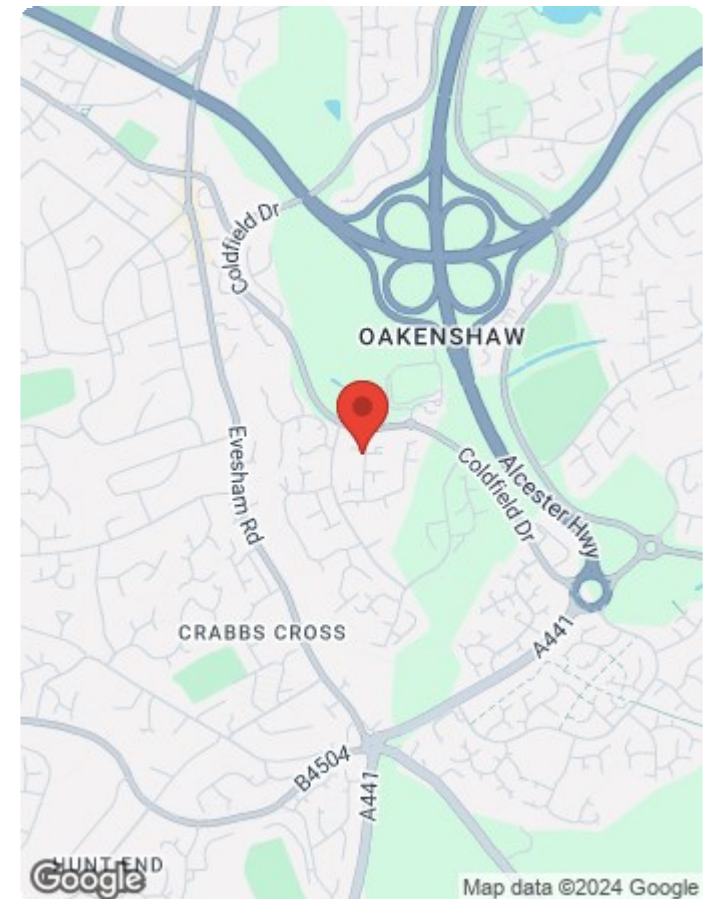 Coldfield Dr
OAKENSHAW
Evesham Rd
Coldfield Dr
Alcester Hwy
CRABBS CROSS
A441
B4504
A441
HUNT END
Google
Map data ©2024 Google